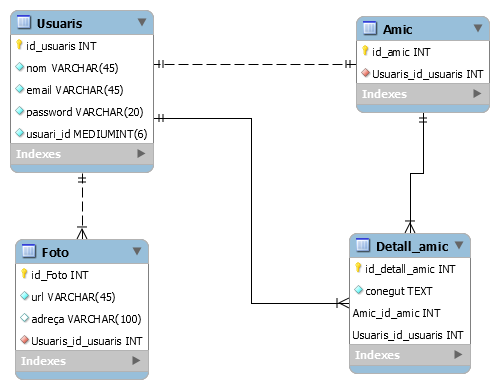 Usuaris
id_usuaris INT
nom VARCHAR(45)
email VARCHAR(45)
password VARCHAR(20)
usuari_id MEDIUMINT(6)
Indexes
Amic
id_amic INT
Usuaris_id_usuaris INT
Indexes
Foto
id_Foto INT
url VARCHAR(45)
adreça VARCHAR(100)
Usuaris_id_usuaris INT
Indexes
Detall_amic
id_detall_amic INT
conegut TEXT
Amic_id_amic INT
Usuaris_id_usuaris INT
Indexes